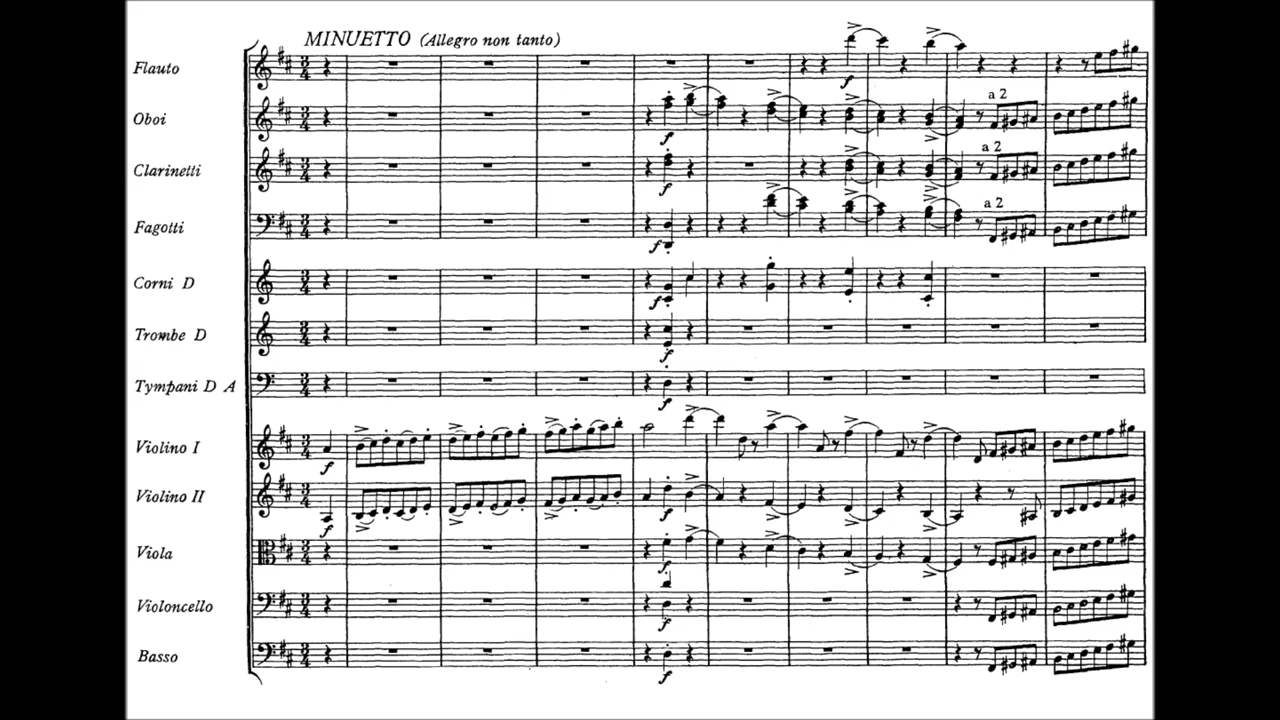 MINUETTO (Allegro non tanto)
Flauto
f
a 2
Oboi
f
a 2
Clarinetti
f
a 2
Fagotti
f
Corni D
f
Trombe D
f
Tympani D A
f
Violino I
f
Violino II
f
f
Viola
f
Violoncello
f
Basso
f